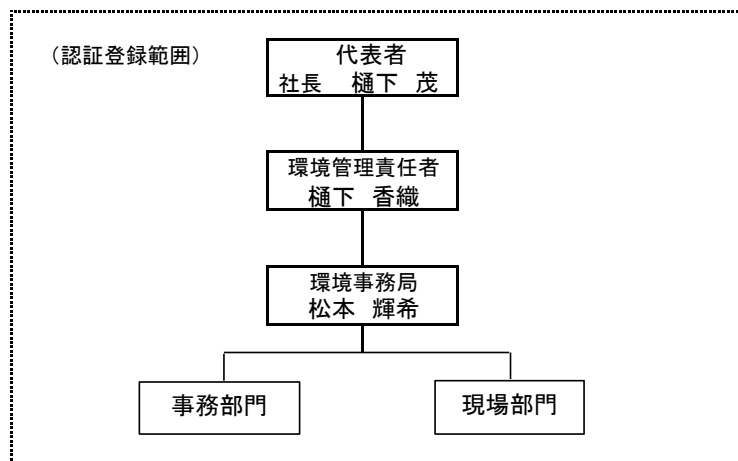 （認証登録範囲）
代表者
社長　樋下　茂
環境管理責任者
樋下　香織
環境事務局
松本　輝希
事務部門
現場部門